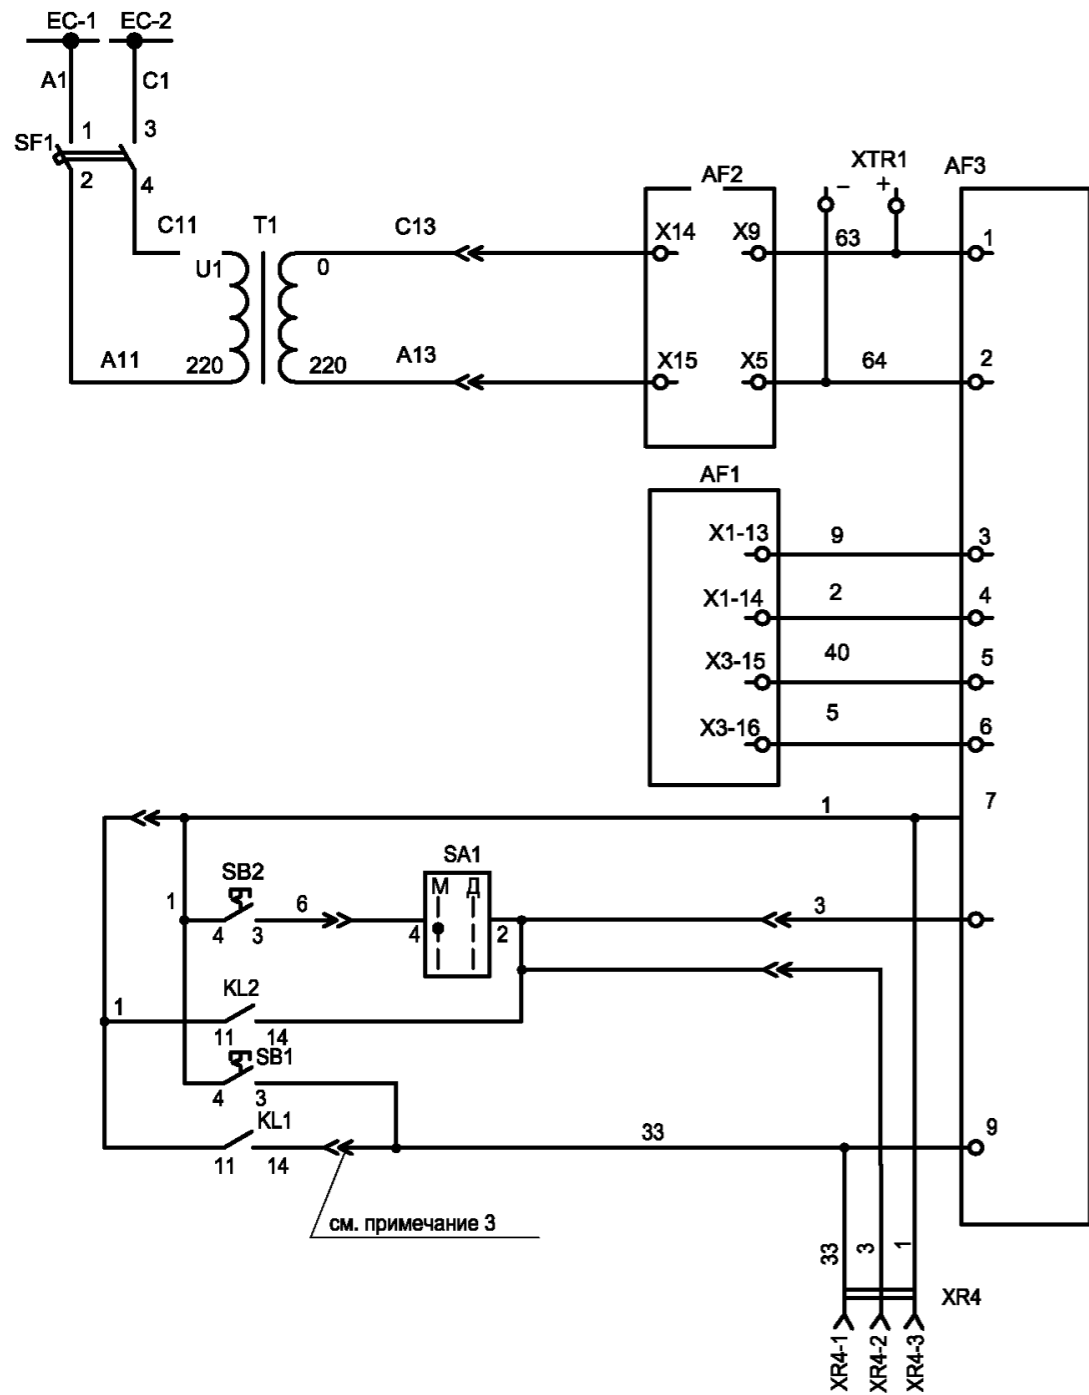 EC-1 EC-2
A1 C1
SF1 1 3
2 4
C11 T1 C13
U1 0
A11 220 220 A13
AF2 XTR1 AF3
- +
X14 X9 63 1
X15 X5 64 2
AF1
X1-13 9 3
X1-14 2 4
X3-15 40 5
X3-16 5 6
1 7
SA1
SB2 М Д
1 6 3
4 3 4 2
KL2
1
11 14
SB1
4 3
KL1
33 9
11 14
см. примечание 3
33 3 1
XR4
XR4-1 XR4-2 XR4-3